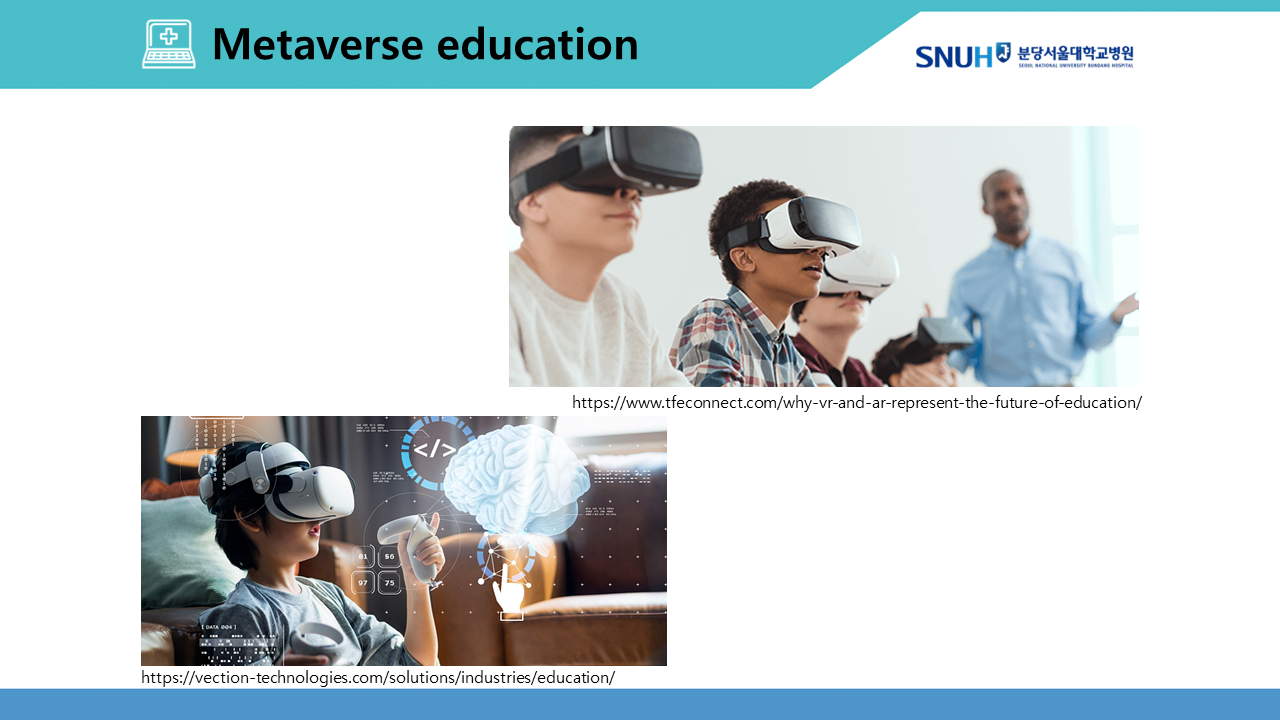 Metaverse education
SNUH 분당서울대학교병원
SEOUL NATIONAL UNIVERSITY BUNDANG HOSPITAL
https://www.tfeconnect.com/why-vr-and-ar-represent-the-future-of-education/
</>
81 56
97 75
[ DATA 004 ]
https://vection-technologies.com/solutions/industries/education/